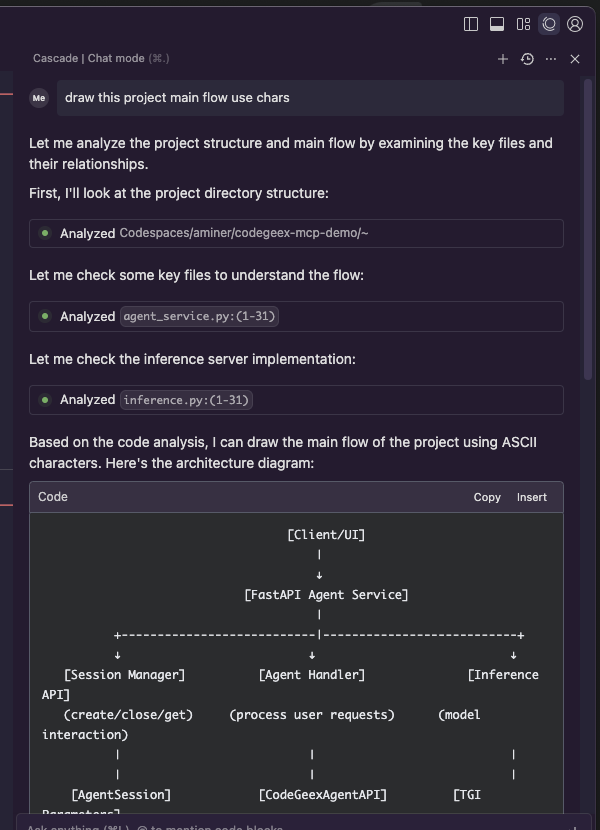 Cascade | Chat mode (⌘.)
Me
draw this project main flow use chars
Let me analyze the project structure and main flow by examining the key files and
their relationships.
First, I'll look at the project directory structure:
Analyzed Codespaces/aminer/codegeex-mcp-demo/~
Let me check some key files to understand the flow:
Analyzed agent_service.py:(1-31)
Let me check the inference server implementation:
Analyzed inference.py:(1-31)
Based on the code analysis, I can draw the main flow of the project using ASCII
characters. Here's the architecture diagram:
Code Copy Insert
[Client/UI]
|
↓
[FastAPI Agent Service]
|
+---------------------------|---------------------------+
↓ ↓ ↓
[Session Manager] [Agent Handler] [Inference
API]
(create/close/get) (process user requests) (model
interaction)
| | |
| | |
[AgentSession] [CodeGeexAgentAPI] [TGI
Parameters]
Ask anything (⌘L), @ to mention code blocks